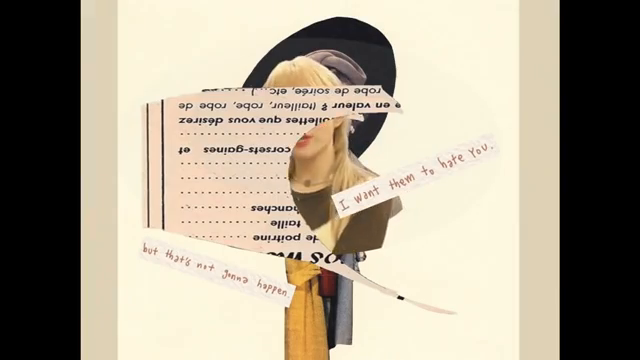 I want them to hate you.
but that's not gonna happen.
de poitrine
taille
hanches
corsets-gaines et
que vous désirez
en valeur ? (tailleur, robe, robe de
robe de soirée, etc...